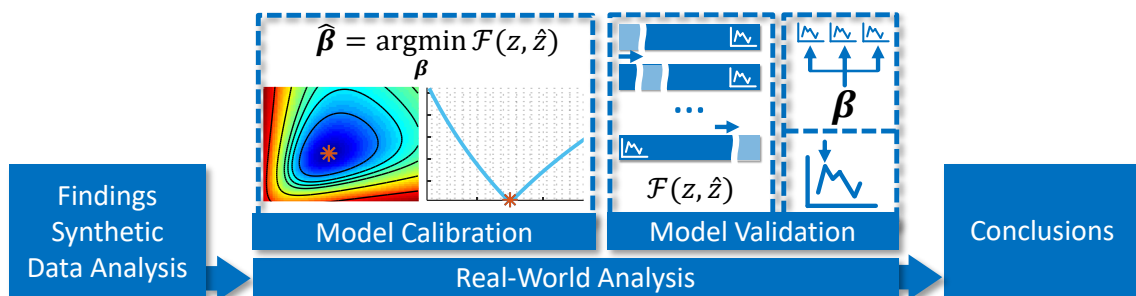 Findings
Synthetic
Data Analysis
𝜷̂ = argmin ℱ(𝑧, 𝑧̂)
𝜷
Model Calibration
...
ℱ(𝑧, 𝑧̂)
𝜷
Model Validation
Real-World Analysis
Conclusions